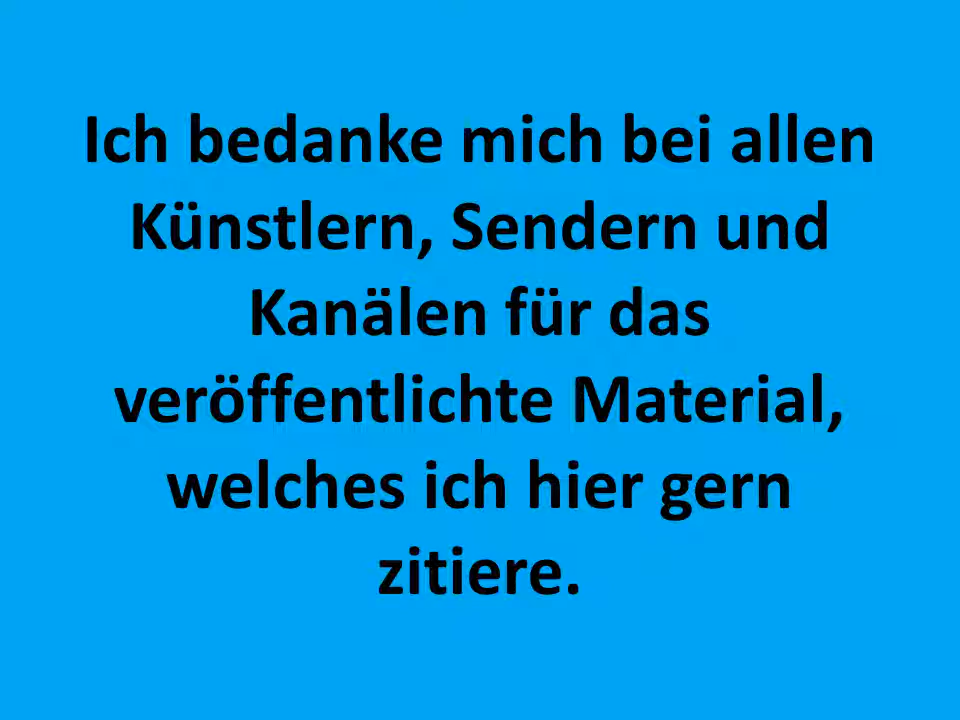 Ich bedanke mich bei allen
Künstlern, Sendern und
Kanälen für das
veröffentlichte Material,
welches ich hier gern
zitiere.